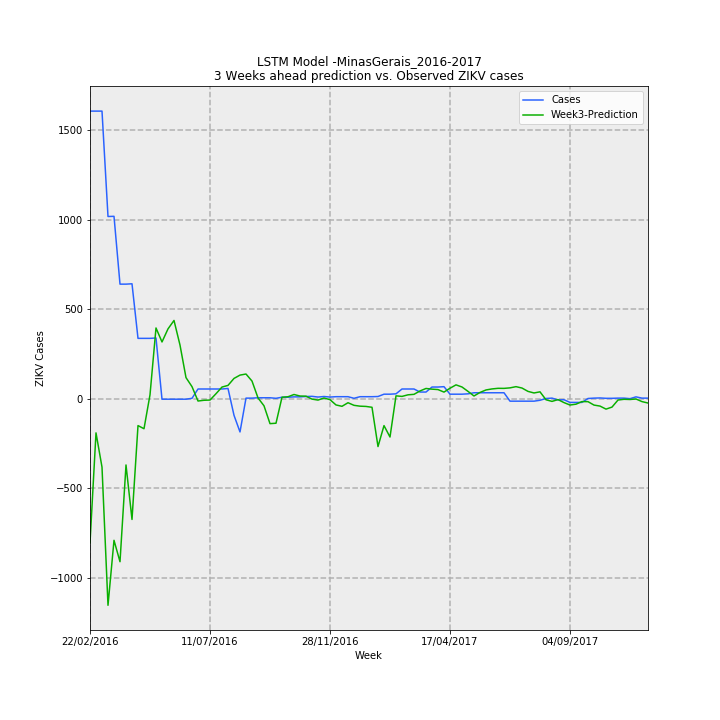 LSTM Model -MinasGerais_2016-2017
3 Weeks ahead prediction vs. Observed ZIKV cases
Cases
Week3-Prediction
1500
1000
500
0
−500
−1000
ZIKV Cases
22/02/2016
11/07/2016
28/11/2016
17/04/2017
04/09/2017
Week